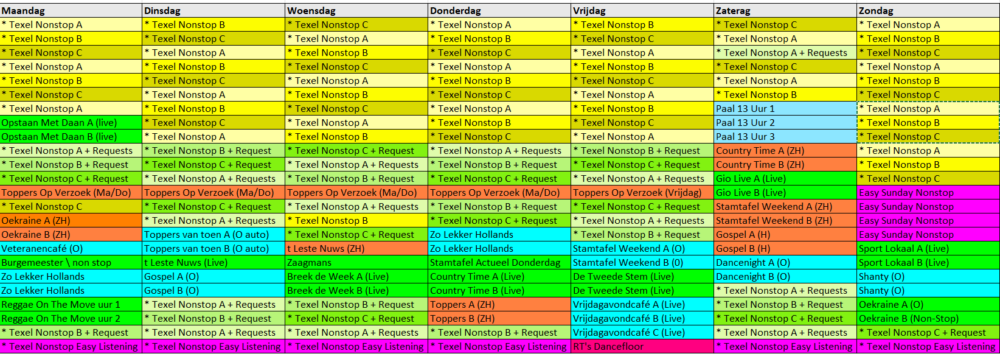 Maandag Dinsdag Woensdag Donderdag Vrijdag Zaterag Zondag
* Texel Nonstop A * Texel Nonstop B * Texel Nonstop C * Texel Nonstop A * Texel Nonstop B * Texel Nonstop C * Texel Nonstop A
* Texel Nonstop B * Texel Nonstop C * Texel Nonstop A * Texel Nonstop B * Texel Nonstop C * Texel Nonstop A * Texel Nonstop B
* Texel Nonstop C * Texel Nonstop A * Texel Nonstop B * Texel Nonstop C * Texel Nonstop A * Texel Nonstop A + Requests * Texel Nonstop C
* Texel Nonstop A * Texel Nonstop B * Texel Nonstop C * Texel Nonstop A * Texel Nonstop B * Texel Nonstop C * Texel Nonstop A
* Texel Nonstop B * Texel Nonstop C * Texel Nonstop A * Texel Nonstop B * Texel Nonstop C * Texel Nonstop A * Texel Nonstop B
* Texel Nonstop C * Texel Nonstop A * Texel Nonstop B * Texel Nonstop C * Texel Nonstop A * Texel Nonstop B * Texel Nonstop C
* Texel Nonstop A * Texel Nonstop B * Texel Nonstop C * Texel Nonstop A * Texel Nonstop B Paal 13 Uur 1 * Texel Nonstop A
Opstaan Met Daan A (live) * Texel Nonstop C * Texel Nonstop A * Texel Nonstop B * Texel Nonstop C Paal 13 Uur 2 * Texel Nonstop B
Opstaan Met Daan B (live) * Texel Nonstop A * Texel Nonstop B * Texel Nonstop C * Texel Nonstop A Paal 13 Uur 3 * Texel Nonstop C
* Texel Nonstop A + Requests * Texel Nonstop B + Request * Texel Nonstop C + Request * Texel Nonstop A + Requests * Texel Nonstop B + Request Country Time A (ZH) * Texel Nonstop A
* Texel Nonstop B + Request * Texel Nonstop C + Request * Texel Nonstop A + Requests * Texel Nonstop B + Request * Texel Nonstop C + Request Country Time B (ZH) * Texel Nonstop B
* Texel Nonstop C + Request * Texel Nonstop A + Requests * Texel Nonstop B + Request * Texel Nonstop C + Request * Texel Nonstop A + Requests Gio Live A (Live) * Texel Nonstop C
Toppers Op Verzoek (Ma/Do) Toppers Op Verzoek (Ma/Do) Toppers Op Verzoek (Ma/Do) Toppers Op Verzoek (Ma/Do) Toppers Op Verzoek (Vrijdag) Gio Live B (Live) Easy Sunday Nonstop
* Texel Nonstop C * Texel Nonstop C + Request * Texel Nonstop A + Requests * Texel Nonstop B + Request * Texel Nonstop C + Request Stamtafel Weekend A (ZH) Easy Sunday Nonstop
Oekraine A (ZH) * Texel Nonstop A + Requests * Texel Nonstop B * Texel Nonstop C + Request * Texel Nonstop A + Requests Stamtafel Weekend B (ZH) Easy Sunday Nonstop
Oekraine B (ZH) Toppers van toen A (O auto) * Texel Nonstop C + Request Zo Lekker Hollands * Texel Nonstop B + Request Gospel A (H) Easy Sunday Nonstop
Veteranencafé (O) Toppers van toen B (O auto) t Leste Nuws (ZH) Zo Lekker Hollands Stamtafel Weekend A (O) Gospel B (H) Sport Lokaal A (Live)
Burgemeester \ non stop t Leste Nuws (Live) Zaagmans Stamtafel Actueel Donderdag Stamtafel Weekend B (0) Dancenight A (O) Sport Lokaal B (Live)
Zo Lekker Hollands Gospel A (O) Breek de Week A (Live) Country Time A (Live) De Tweede Stem (Live) Dancenight B (O) Shanty (O)
Zo Lekker Hollands Gospel B (O) Breek de Week B (Live) Country Time B (Live) De Tweede Stem (Live) * Texel Nonstop A + Requests Shanty (O)
Reggae On The Move uur 1 * Texel Nonstop A + Requests * Texel Nonstop B + Request Toppers A (ZH) Vrijdagavondcafé A (Live) * Texel Nonstop B + Request Oekraine A (O)
Reggae On The Move uur 2 * Texel Nonstop B + Request * Texel Nonstop C + Request Toppers B (ZH) Vrijdagavondcafé B (Live) * Texel Nonstop C + Request Oekraine B (Non-Stop)
* Texel Nonstop B + Request * Texel Nonstop A + Requests * Texel Nonstop A + Requests * Texel Nonstop B + Request Vrijdagavondcafé C (Live) * Texel Nonstop A + Requests * Texel Nonstop C + Request
* Texel Nonstop Easy Listening * Texel Nonstop Easy Listening * Texel Nonstop Easy Listening * Texel Nonstop Easy Listening RT's Dancefloor * Texel Nonstop Easy Listening * Texel Nonstop Easy Listening